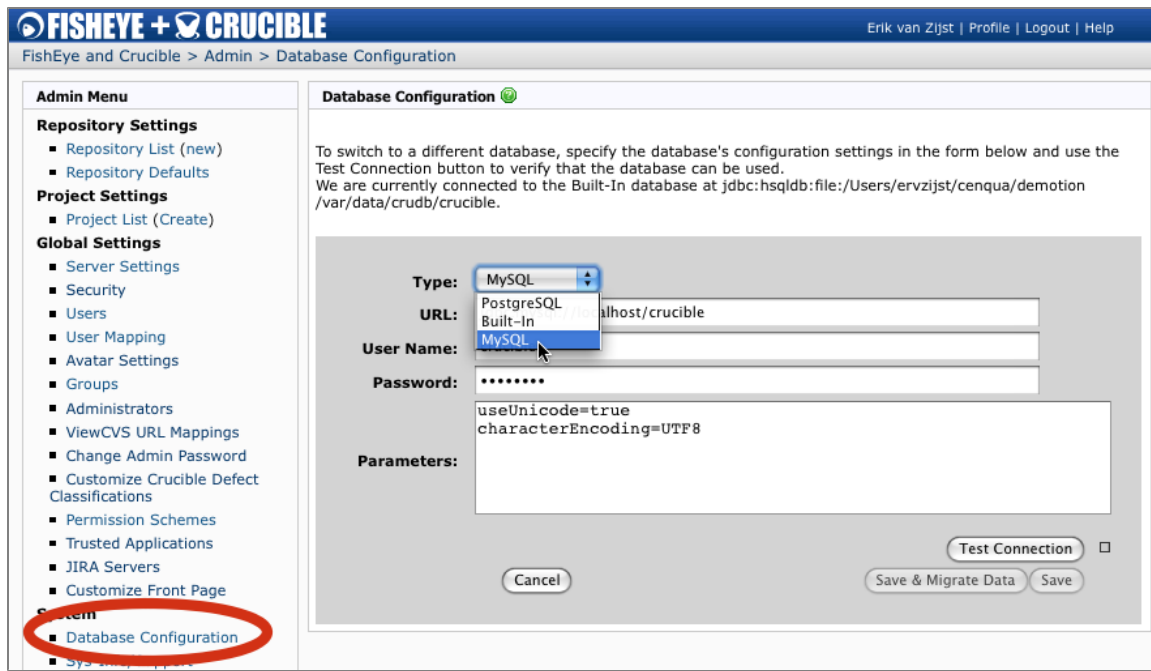 FISHEYE + CRUCIBLE
Erik van Zijst | Profile | Logout | Help
FishEye and Crucible > Admin > Database Configuration
Admin Menu
Repository Settings
Repository List (new)
Repository Defaults
Project Settings
Project List (Create)
Global Settings
Server Settings
Security
Users
User Mapping
Avatar Settings
Groups
Administrators
ViewCVS URL Mappings
Change Admin Password
Customize Crucible Defect
Classifications
Permission Schemes
Trusted Applications
JIRA Servers
Customize Front Page
System
Database Configuration
Database Configuration
To switch to a different database, specify the database's configuration settings in the form below and use the
Test Connection button to verify that the database can be used.
We are currently connected to the Built-In database at jdbc:hsqldb:file:/Users/ervzijst/cenqua/demotion
/var/data/crudb/crucible.
Type: MySQL
PostgreSQL
Built-In
MySQL
URL: alhost/crucible
User Name:
Password: ••••••••
Parameters:
useUnicode=true
characterEncoding=UTF8
Test Connection
Cancel
Save & Migrate Data
Save